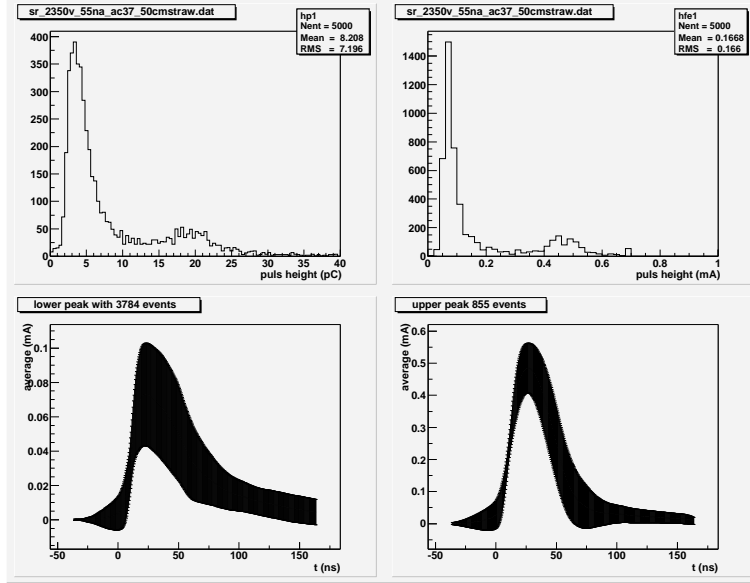 sr_2350v_55na_ac37_50cmstraw.dat
hp1
Nent = 5000
Mean = 8.208
RMS = 7.196
400
350
300
250
200
150
100
50
0
0 5 10 15 20 25 30 35 40
puls height (pC)
sr_2350v_55na_ac37_50cmstraw.dat
hfe1
Nent = 5000
Mean = 0.1668
RMS = 0.166
1400
1200
1000
800
600
400
200
0
0 0.2 0.4 0.6 0.8 1
puls height (mA)
lower peak with 3784 events
average (mA)
0.1
0.08
0.06
0.04
0.02
0
-50 0 50 100 150
t (ns)
upper peak 855 events
average (mA)
0.6
0.5
0.4
0.3
0.2
0.1
0
-50 0 50 100 150
t (ns)